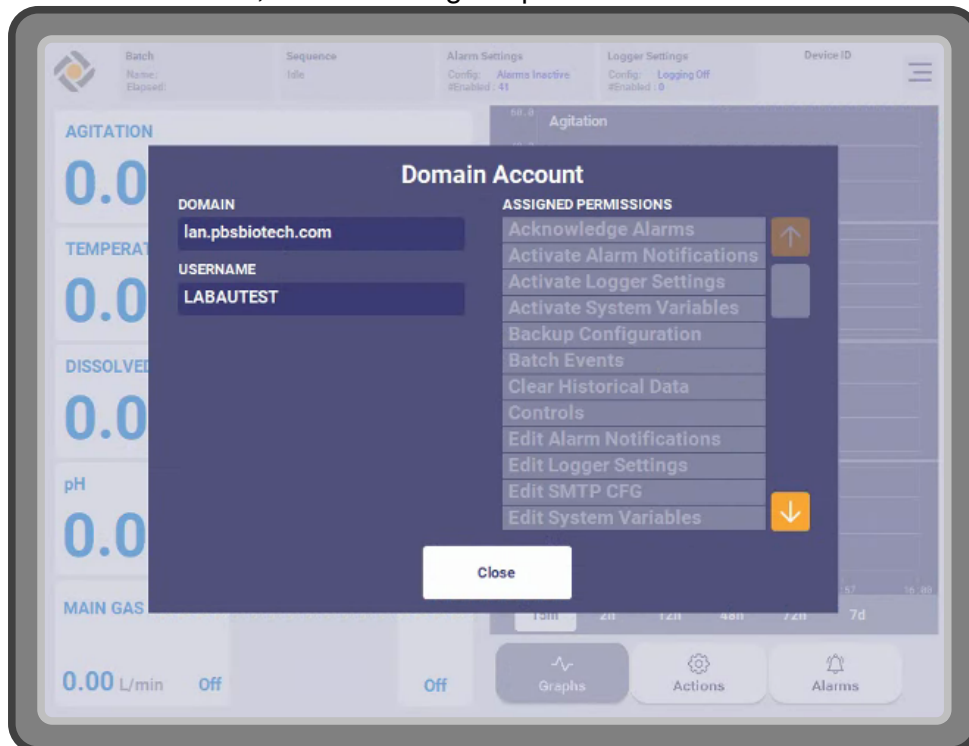 Batch
Name:
Elapsed:
Sequence
Idle
Alarm Settings
Config: Alarms Inactive
#Enabled : 41
Logger Settings
Config: Logging Off
#Enabled : 0
Device ID
AGITATION
0.0
TEMPERAT
0.0
DISSOLVED
0.0
pH
0.0
MAIN GAS
0.00 L/min Off
Off
60.0 Agitation
Domain Account
DOMAIN
lan.pbsbiotech.com
USERNAME
LABAUTEST
ASSIGNED PERMISSIONS
Acknowledge Alarms
Activate Alarm Notifications
Activate Logger Settings
Activate System Variables
Backup Configuration
Batch Events
Clear Historical Data
Controls
Edit Alarm Notifications
Edit Logger Settings
Edit SMTP CFG
Edit System Variables
Close
15m 2h 12h 48h 72h 7d
Graphs
Actions
Alarms